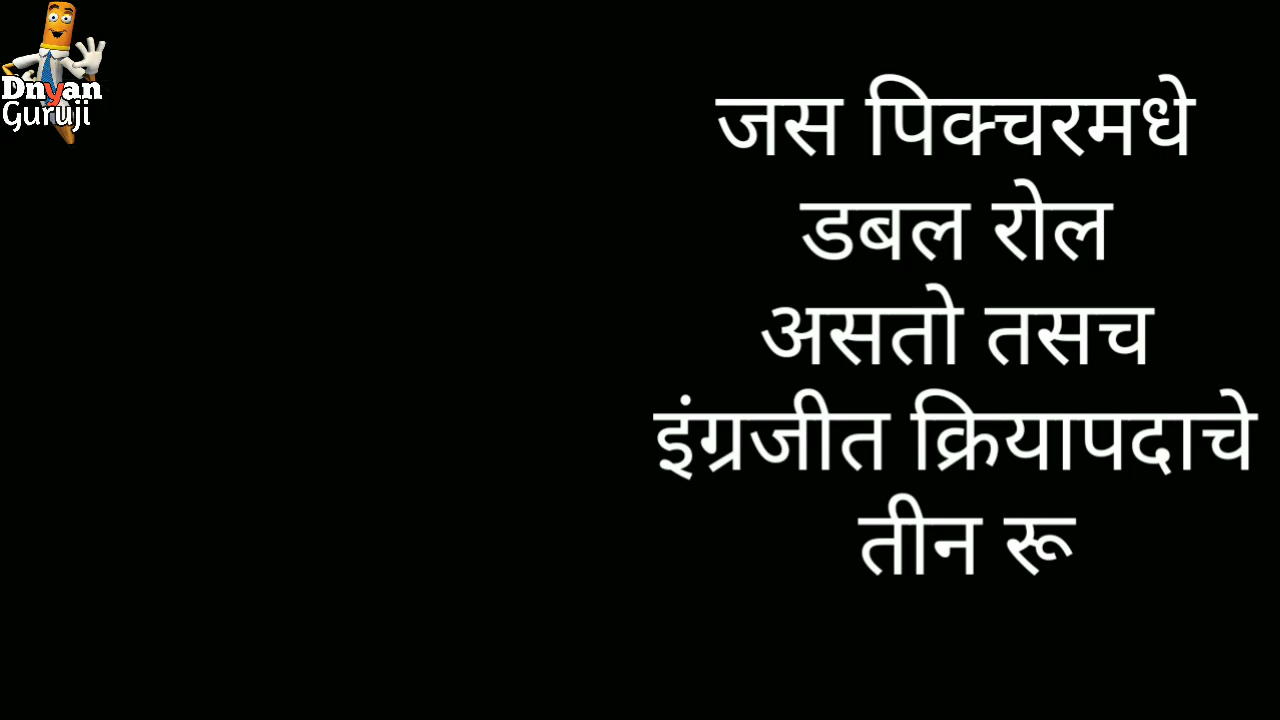 Dnyan
Guruji
जस पिक्चरमधे
डबल रोल
असतो तसच
इंग्रजीत क्रियापदाचे
तीन रू